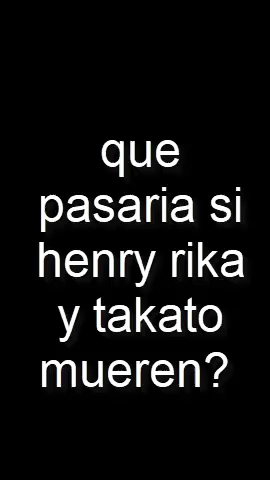 que
pasaria si
henry rika
y takato
mueren?